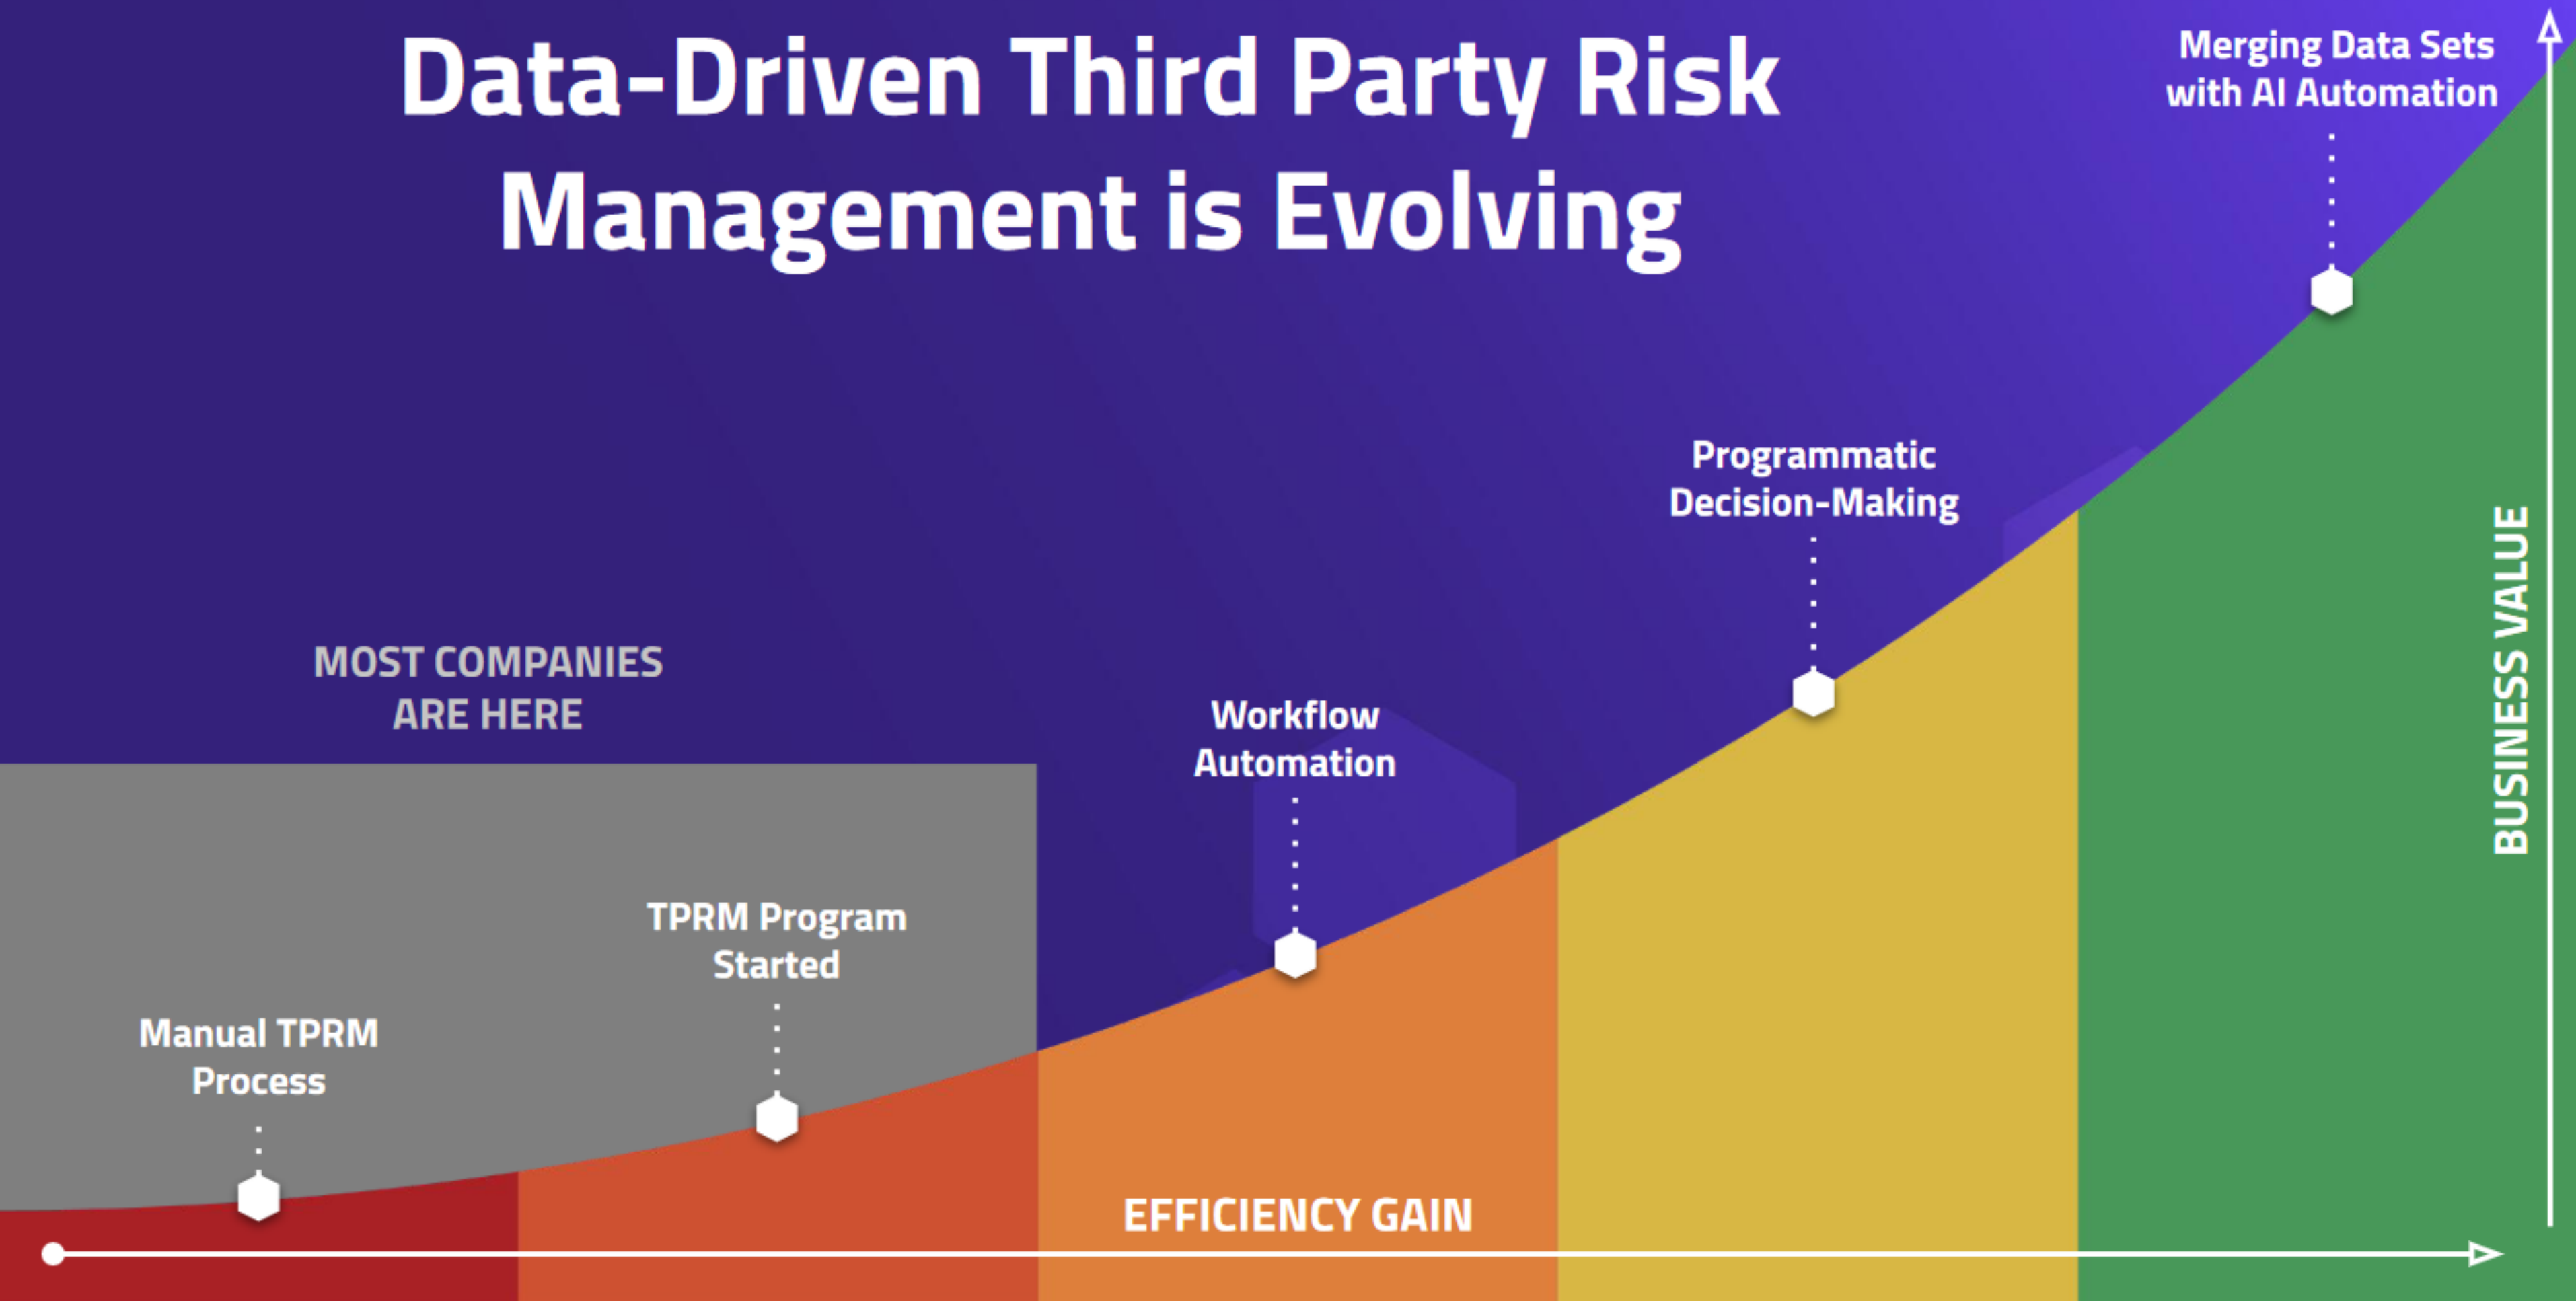 Data-Driven Third Party Risk
Management is Evolving
Merging Data Sets
with AI Automation
Programmatic
Decision-Making
MOST COMPANIES
ARE HERE
Workflow
Automation
TPRM Program
Started
Manual TPRM
Process
EFFICIENCY GAIN
BUSINESS VALUE